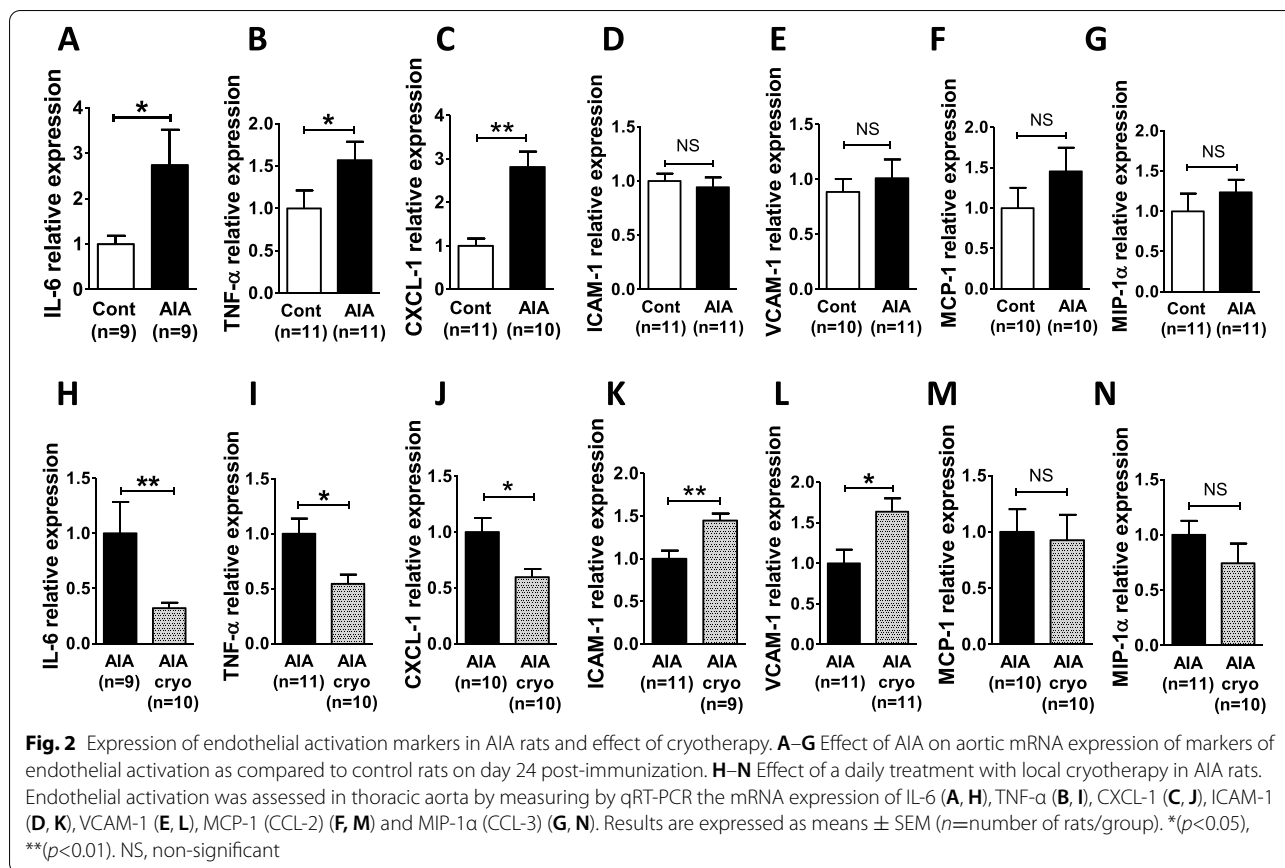 A B C D E F G
IL-6 relative expression
4
3
2
1
0
*
Cont AIA
(n=9) (n=9)
TNF-α relative expression
2.0
1.5
1.0
0.5
0.0
*
Cont AIA
(n=11) (n=11)
CXCL-1 relative expression
4
3
2
1
0
**
Cont AIA
(n=11) (n=10)
ICAM-1 relative expression
1.5
1.0
0.5
0.0
NS
Cont AIA
(n=11) (n=11)
VCAM-1 relative expression
1.5
1.0
0.5
0.0
NS
Cont AIA
(n=10) (n=11)
MCP-1 relative expression
2.0
1.5
1.0
0.5
0.0
NS
Cont AIA
(n=10) (n=10)
MIP-1α relative expression
2.0
1.5
1.0
0.5
0.0
NS
Cont AIA
(n=11) (n=11)
H I J K L M N
IL-6 relative expression
1.5
1.0
0.5
0.0
**
AIA AIA
(n=9) cryo
(n=10)
TNF-α relative expression
1.5
1.0
0.5
0.0
*
AIA AIA
(n=11) cryo
(n=10)
CXCL-1 relative expression
1.5
1.0
0.5
0.0
*
AIA AIA
(n=10) cryo
(n=10)
ICAM-1 relative expression
2.0
1.5
1.0
0.5
0.0
**
AIA AIA
(n=11) cryo
(n=9)
VCAM-1 relative expression
2.0
1.5
1.0
0.5
0.0
*
AIA AIA
(n=11) cryo
(n=11)
MCP-1 relative expression
1.5
1.0
0.5
0.0
NS
AIA AIA
(n=10) cryo
(n=10)
MIP-1α relative expression
1.5
1.0
0.5
0.0
NS
AIA AIA
(n=11) cryo
(n=10)
Fig. 2 Expression of endothelial activation markers in AIA rats and effect of cryotherapy. A–G Effect of AIA on aortic mRNA expression of markers of
endothelial activation as compared to control rats on day 24 post-immunization. H–N Effect of a daily treatment with local cryotherapy in AIA rats.
Endothelial activation was assessed in thoracic aorta by measuring by qRT-PCR the mRNA expression of IL-6 (A, H), TNF-α (B, I), CXCL-1 (C, J), ICAM-1
(D, K), VCAM-1 (E, L), MCP-1 (CCL-2) (F, M) and MIP-1α (CCL-3) (G, N). Results are expressed as means ± SEM (n=number of rats/group). *(p<0.05),
**(p<0.01). NS, non-significant